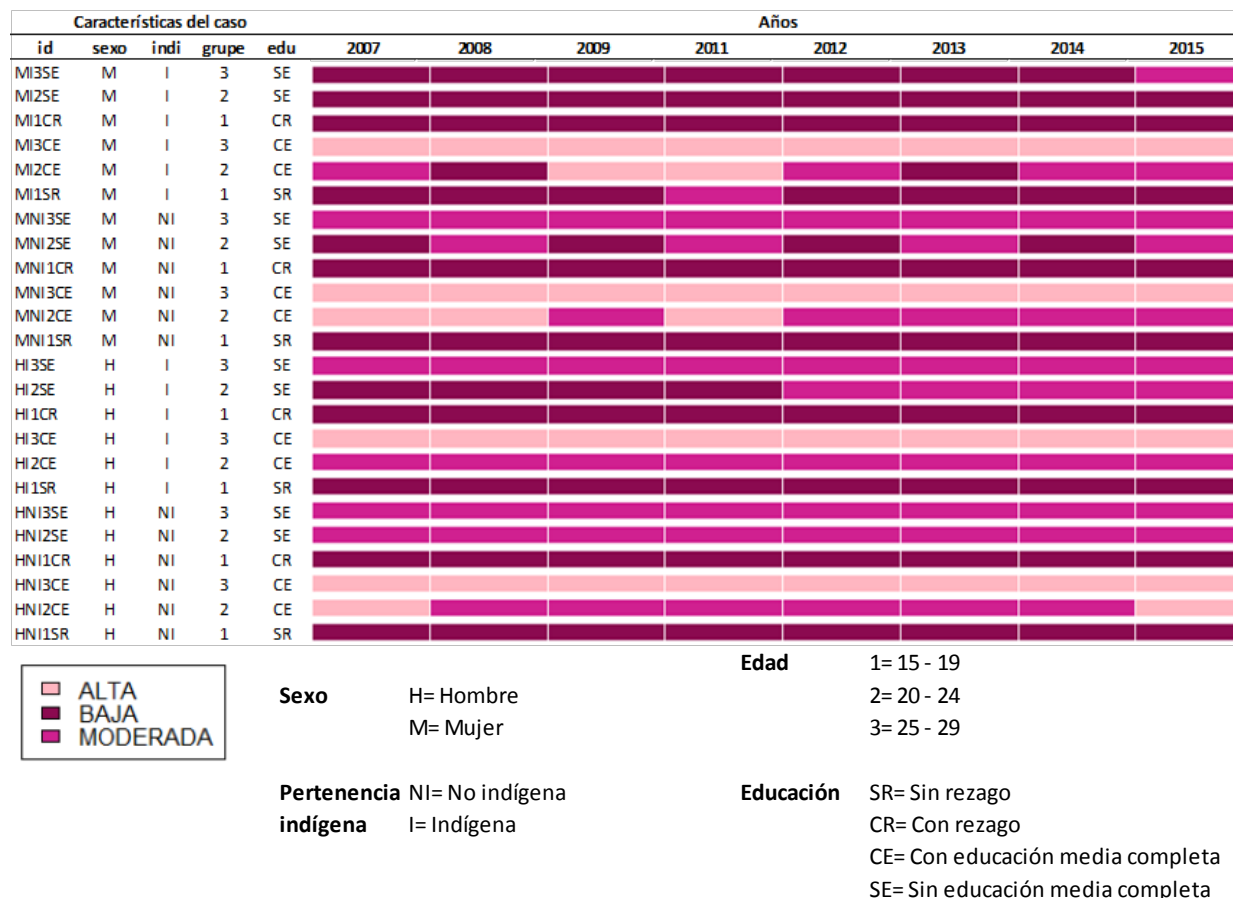 Características del caso Años
id sexo indi grupe edu 2007 2008 2009 2011 2012 2013 2014 2015
MI3SE M I 3 SE
MI2SE M I 2 SE
MI1CR M I 1 CR
MI3CE M I 3 CE
MI2CE M I 2 CE
MI1SR M I 1 SR
MNI3SE M NI 3 SE
MNI2SE M NI 2 SE
MNI1CR M NI 1 CR
MNI3CE M NI 3 CE
MNI2CE M NI 2 CE
MNI1SR M NI 1 SR
HI3SE H I 3 SE
HI2SE H I 2 SE
HI1CR H I 1 CR
HI3CE H I 3 CE
HI2CE H I 2 CE
HI1SR H I 1 SR
HNI3SE H NI 3 SE
HNI2SE H NI 2 SE
HNI1CR H NI 1 CR
HNI3CE H NI 3 CE
HNI2CE H NI 2 CE
HNI1SR H NI 1 SR
ALTA
BAJA
MODERADA
Sexo H= Hombre
M= Mujer
Edad 1= 15 - 19
2= 20 - 24
3= 25 - 29
Pertenencia NI= No indígena
indígena I= Indígena
Educación SR= Sin rezago
CR= Con rezago
CE= Con educación media completa
SE= Sin educación media completa